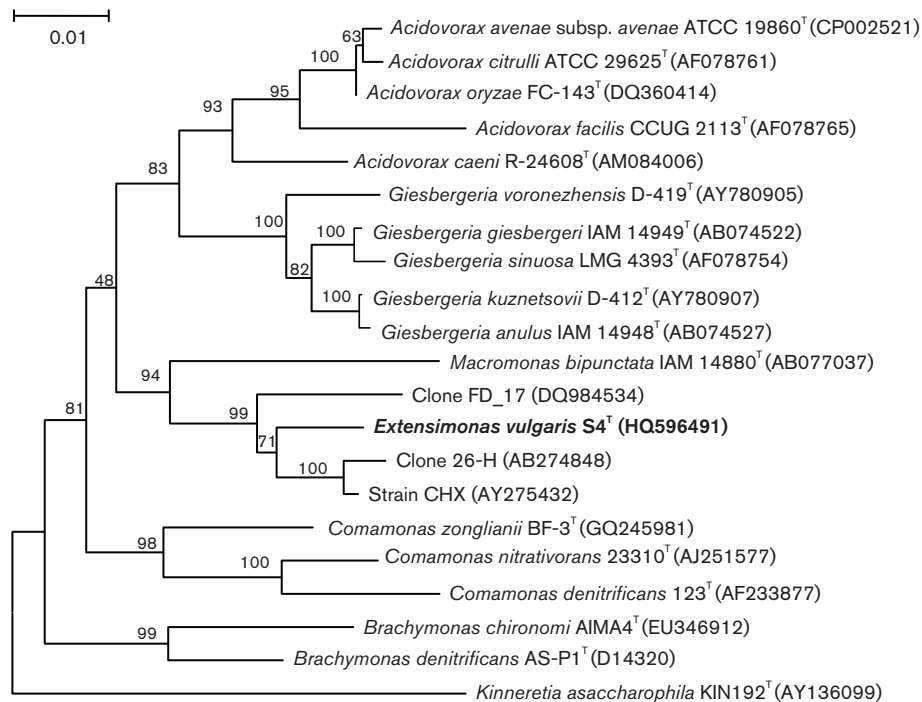 0.01
Acidovorax avenae subsp. avenae ATCC 19860T (CP002521)
63
100
Acidovorax citrulli ATCC 29625T (AF078761)
95
Acidovorax oryzae FC-143T (DQ360414)
93
Acidovorax facilis CCUG 2113T (AF078765)
Acidovorax caeni R-24608T (AM084006)
83
Giesbergeria voronezhensis D-419T (AY780905)
100
100
Giesbergeria giesbergeri IAM 14949T (AB074522)
Giesbergeria sinuosa LMG 4393T (AF078754)
82
48
100
Giesbergeria kuznetsovii D-412T (AY780907)
Giesbergeria anulus IAM 14948T (AB074527)
Macromonas bipunctata IAM 14880T (AB077037)
94
Clone FD_17 (DQ984534)
81
99
Extensimonas vulgaris S4T (HQ596491)
71
Clone 26-H (AB274848)
100
Strain CHX (AY275432)
Comamonas zonglianii BF-3T (GQ245981)
98
Comamonas nitrativorans 23310T (AJ251577)
100
Comamonas denitrificans 123T (AF233877)
Brachymonas chironomi AIMA4T (EU346912)
99
Brachymonas denitrificans AS-P1T (D14320)
Kinneretia asaccharophila KIN192T (AY136099)